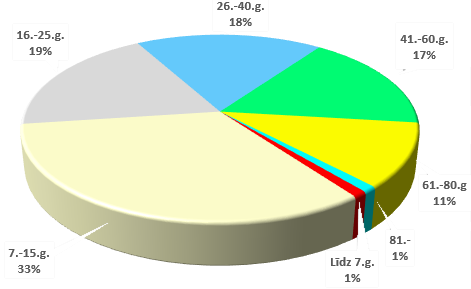 26.-40.g.
18%
16.-25.g.
19%
41.-60.g.
17%
61.-80.g
11%
81.-
1%
Līdz 7.g.
1%
7.-15.g.
33%